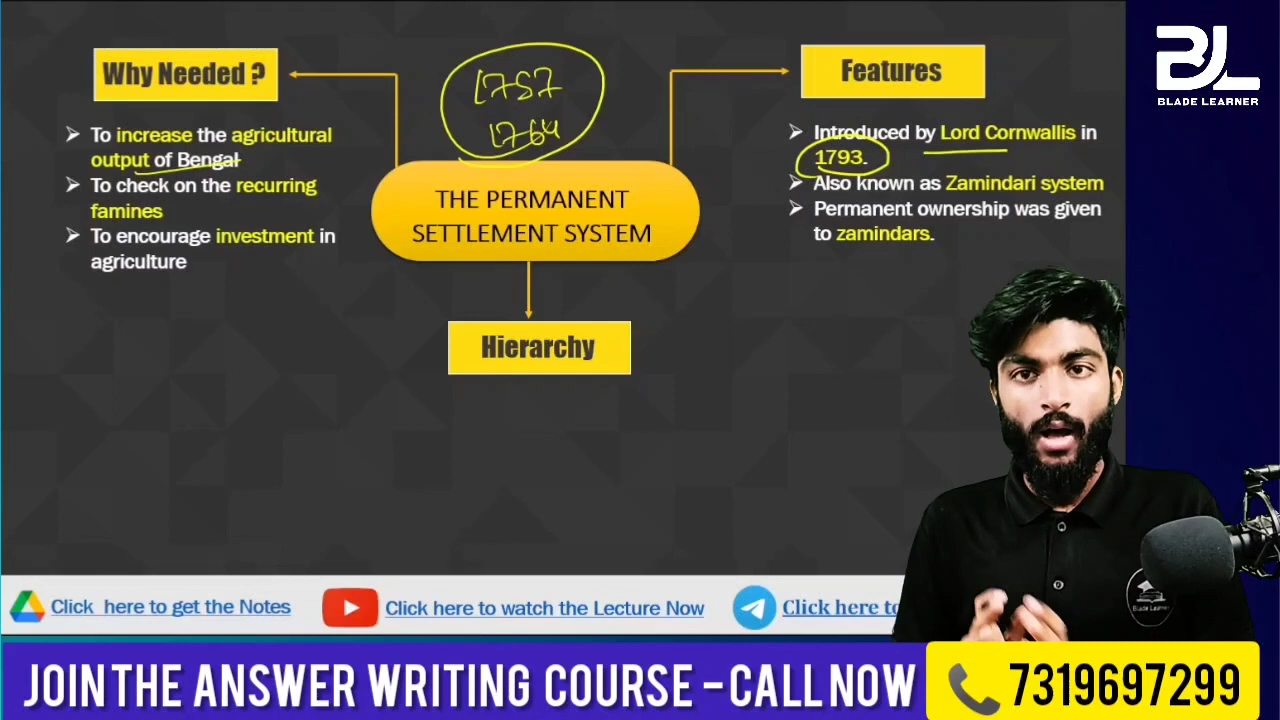 Why Needed ?
To increase the agricultural
output of Bengal
To check on the recurring
famines
To encourage investment in
agriculture
1757
1764
THE PERMANENT
SETTLEMENT SYSTEM
Hierarchy
Features
Introduced by Lord Cornwallis in
1793.
Also known as Zamindari system
Permanent ownership was given
to zamindars.
BL
BLADE LEARNER
Blade Learner
Click here to get the Notes
Click here to watch the Lecture Now
Click here to
JOIN THE ANSWER WRITING COURSE - CALL NOW
7319697299